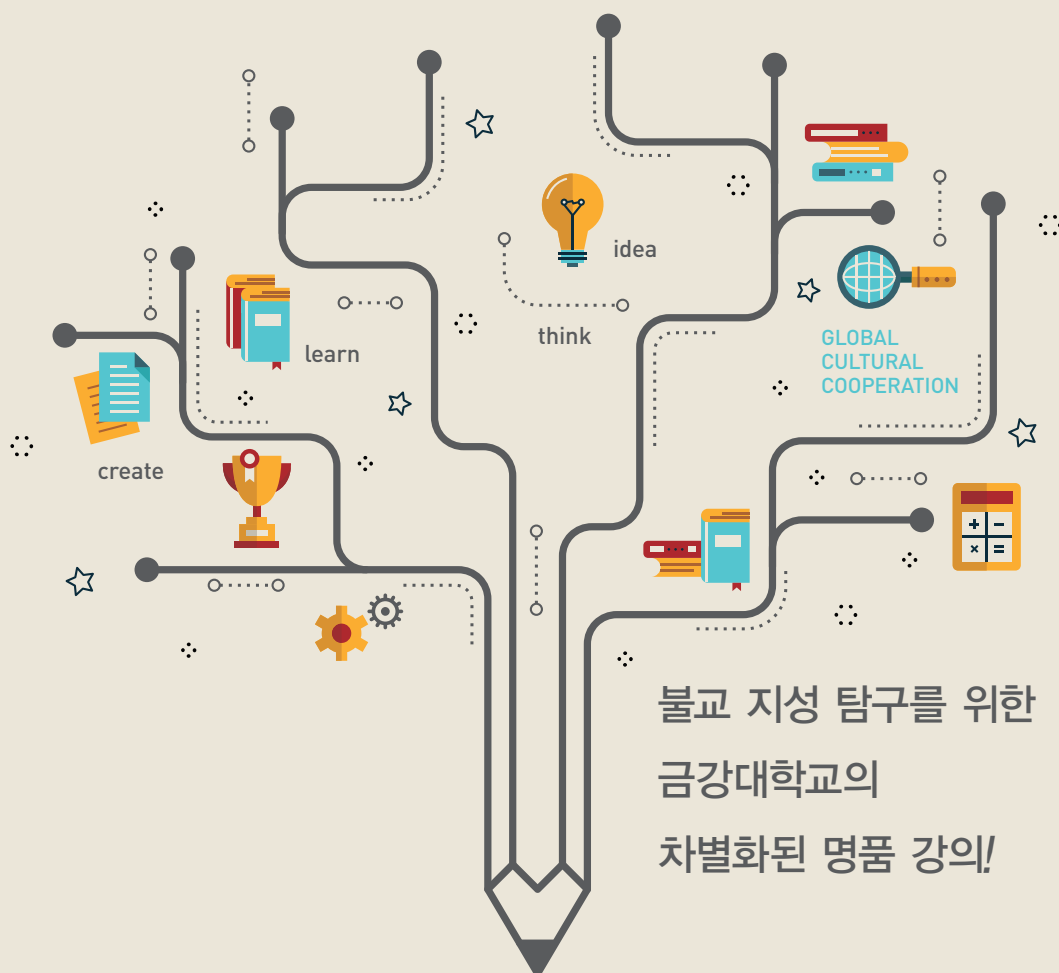 idea
think
learn
GLOBAL
CULTURAL
COOPERATION
create
불교 지성 탐구를 위한
금강대학교의
차별화된 명품 강의!